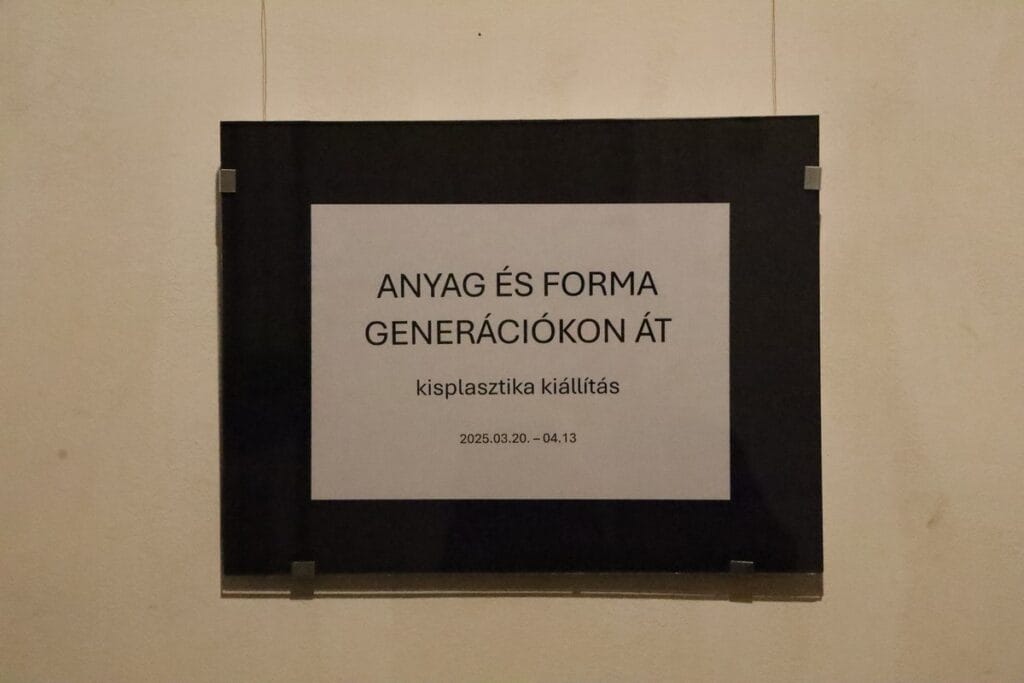 ANYAG ÉS FORMA
GENERÁCIÓKON ÁT
kisplasztika kiállítás
2025.03.20. – 04.13